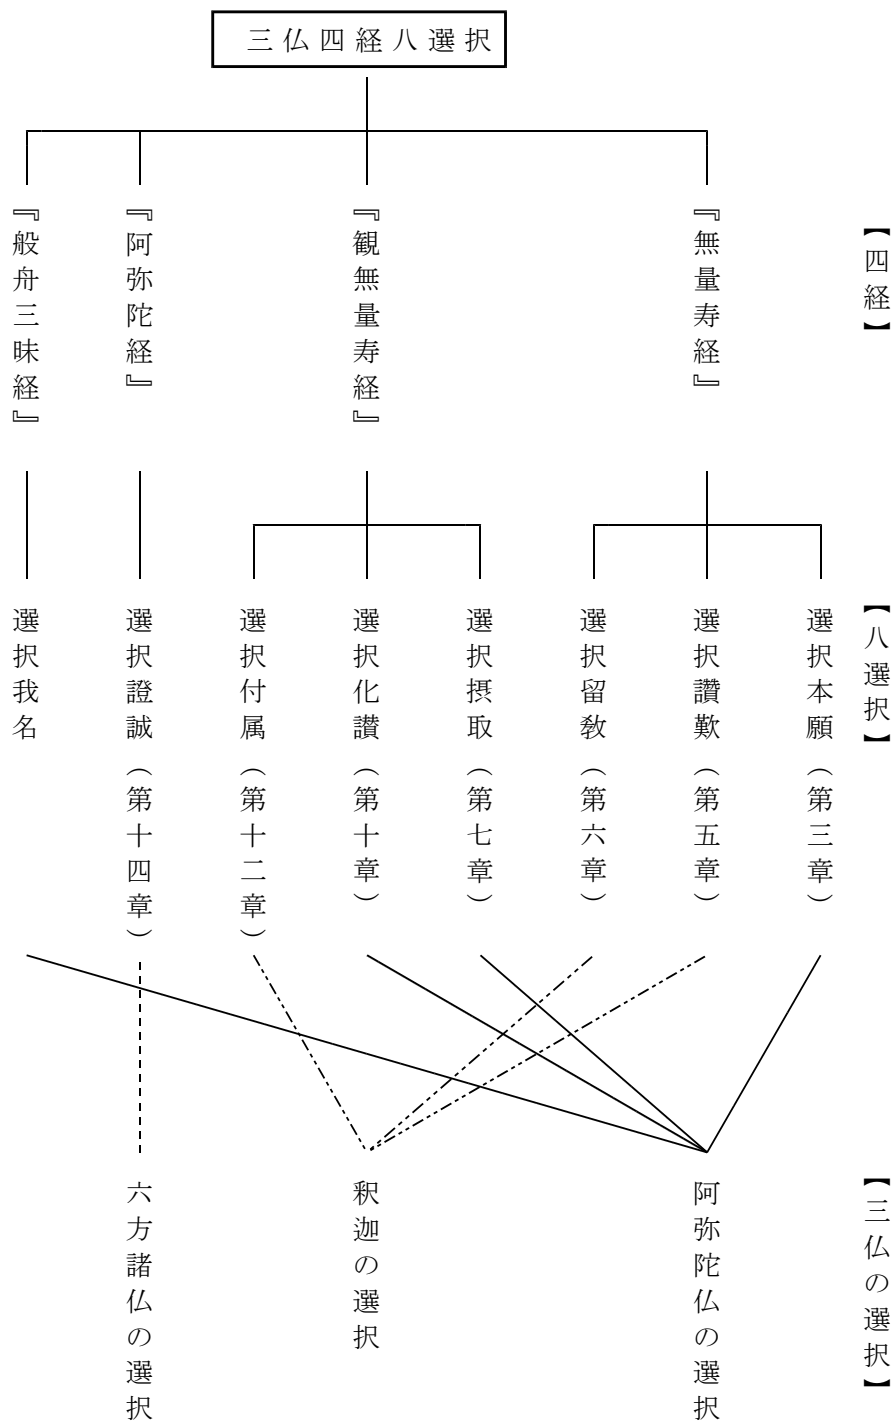 三仏四経八選択
【四経】
『無量寿経』
『観無量寿経』
『阿弥陀経』
『般舟三昧経』
【八選択】
選択本願（第三章）
選択讚歎（第五章）
選択留教（第六章）
選択摂取（第七章）
選択化讃（第十章）
選択付属（第十二章）
選択證誠（第十四章）
選択我名
【三仏の選択】
阿弥陀仏の選択
釈迦の選択
六方諸仏の選択